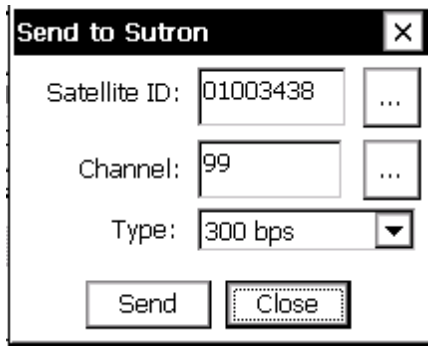 Send to Sutron
Satellite ID: 01003438 ...
Channel: 99 ...
Type: 300 bps
Send Close